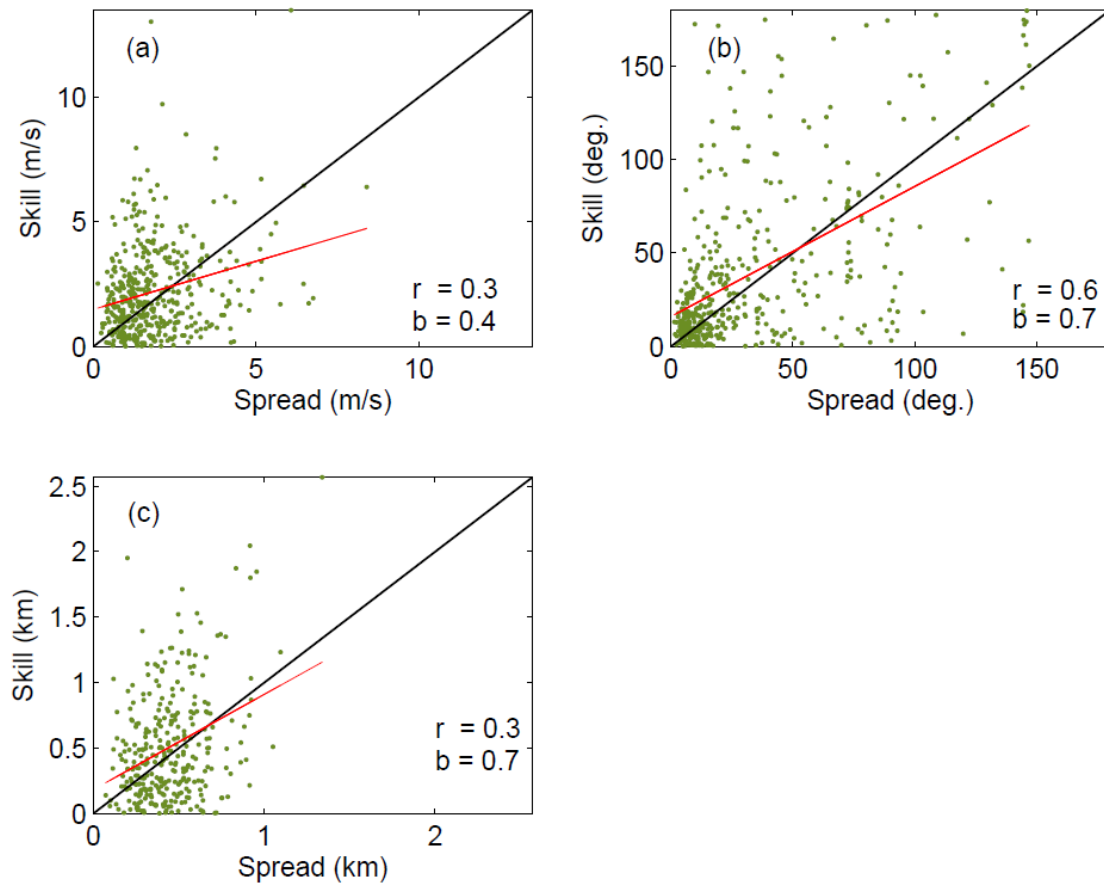 (a)
Skill (m/s)
10
5
0
0 5 10
Spread (m/s)
r = 0.3
b = 0.4
(b)
Skill (deg.)
150
100
50
0
0 50 100 150
Spread (deg.)
r = 0.6
b = 0.7
(c)
Skill (km)
2.5
2
1.5
1
0.5
0
0 1 2
Spread (km)
r = 0.3
b = 0.7